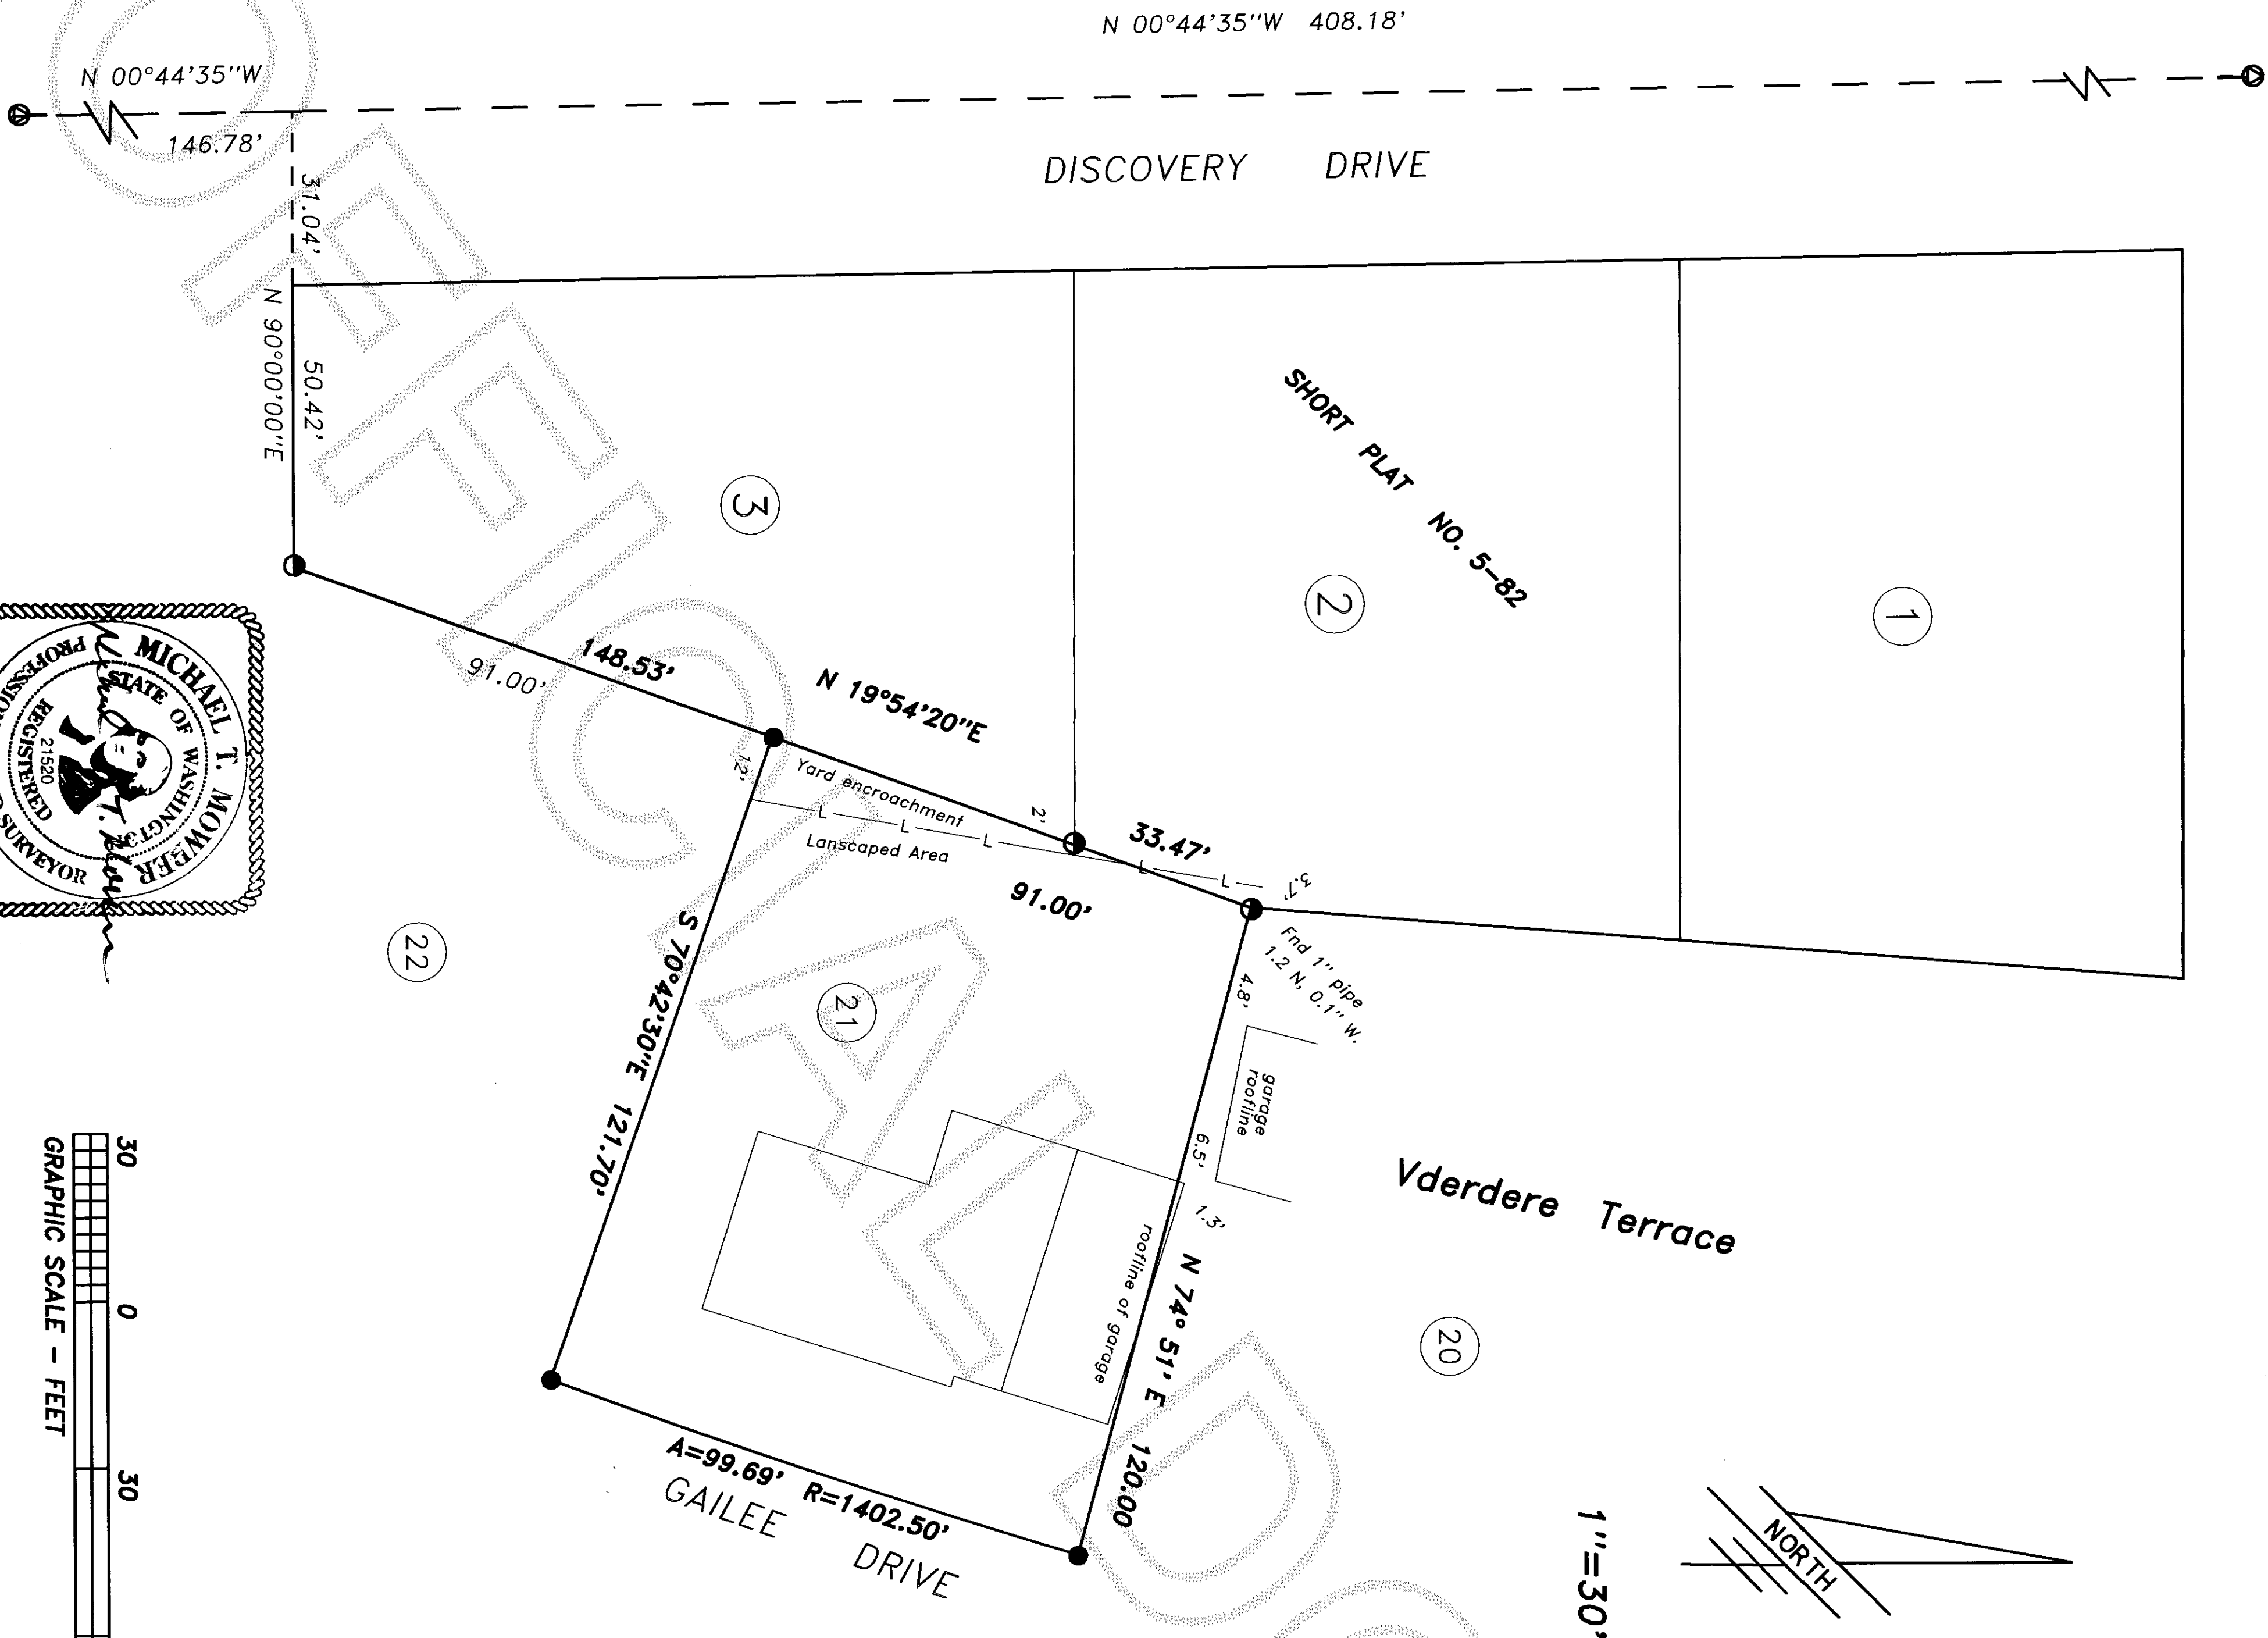 N 00°44'35"W 408.18'
N 00°44'35"W
146.78'
DISCOVERY DRIVE
31.04'
50.42'
N 90°00'00"E
3
SHORT PLAT NO. 5-82
2
1
148.53'
91.00'
N 19°54'20"E
12'
Yard encroachment
2'
L L L L L
Lanscaped Area
33.47'
91.00'
3.7'
Fnd 1" pipe
1.2 N, 0.1" W.
4.8'
garage
roofline
6.5'
1.3'
Vderdere Terrace
22
21
20
S 70°42'30"E 121.70'
roofline of garage
N 74° 51' E 120.00
A=99.69' R=1402.50'
GAILEE DRIVE
MICHAEL T. MOWRER
STATE OF WASHINGTON
21520
REGISTERED
SURVEYOR
30 0 30
GRAPHIC SCALE - FEET
NORTH
1"=30'